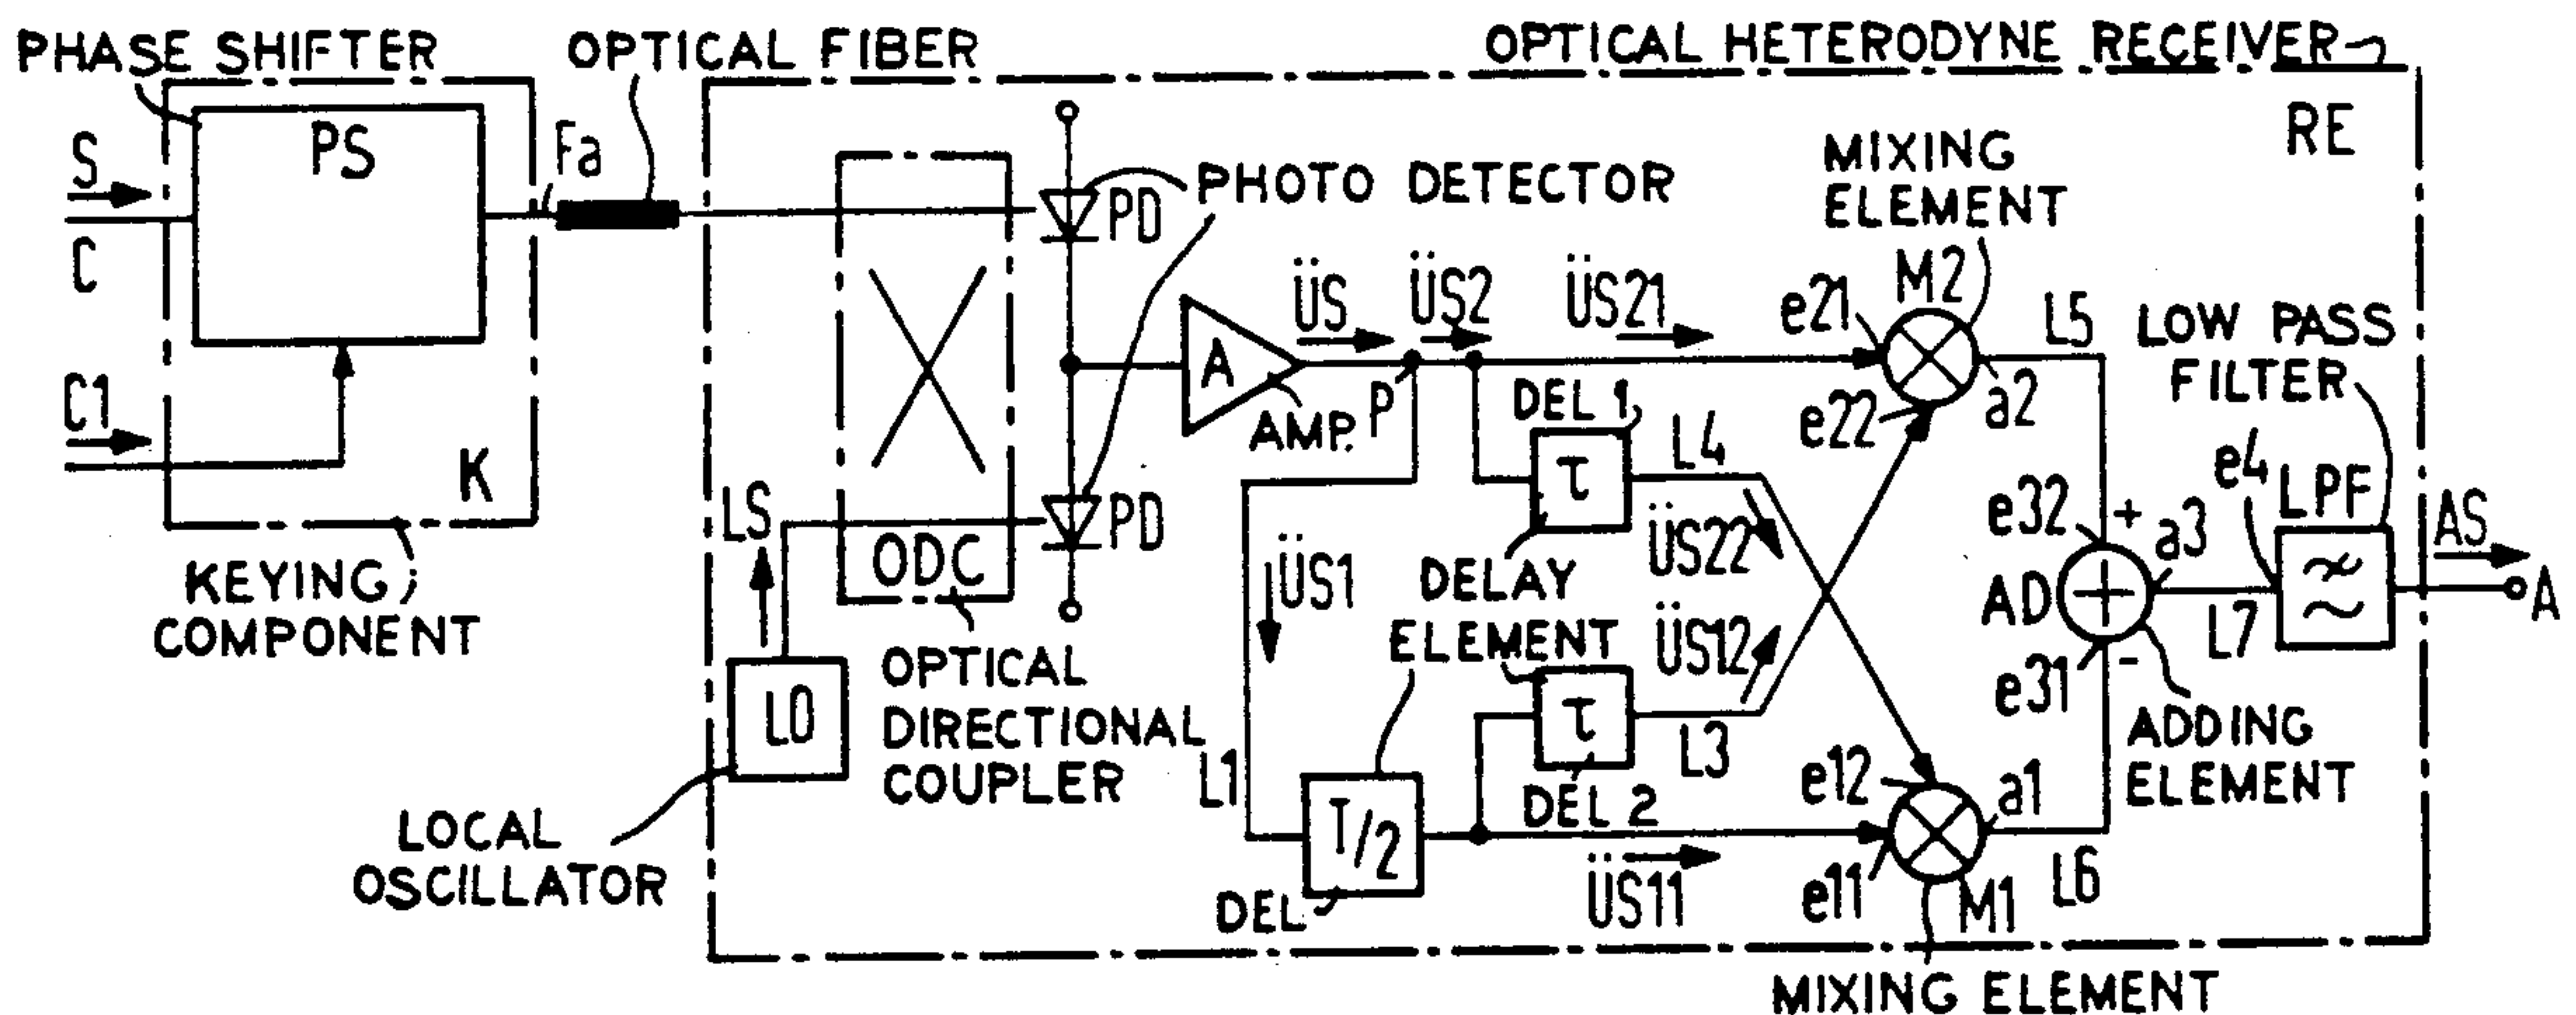 PHASE SHIFTER
OPTICAL FIBER
OPTICAL HETERODYNE RECEIVER
PS
S
C
C1
K
Fa
KEYING
COMPONENT
RE
PD
PHOTO DETECTOR
PD
ODC
OPTICAL
DIRECTIONAL
COUPLER
LS
LO
LOCAL
OSCILLATOR
A
AMP.
ÜS
P
ÜS2
ÜS21
MIXING
ELEMENT
M2
e21
e22
a2
L5
DEL 1
τ
L4
ÜS22
DELAY
ELEMENT
ÜS1
L1
T/2
DEL
τ
DEL 2
L3
ÜS12
ÜS11
e12
e11
a1
M1
L6
MIXING ELEMENT
e32
+
a3
AD
+
e31
-
ADDING
ELEMENT
L7
e4
LOW PASS
FILTER
LPF
AS
A